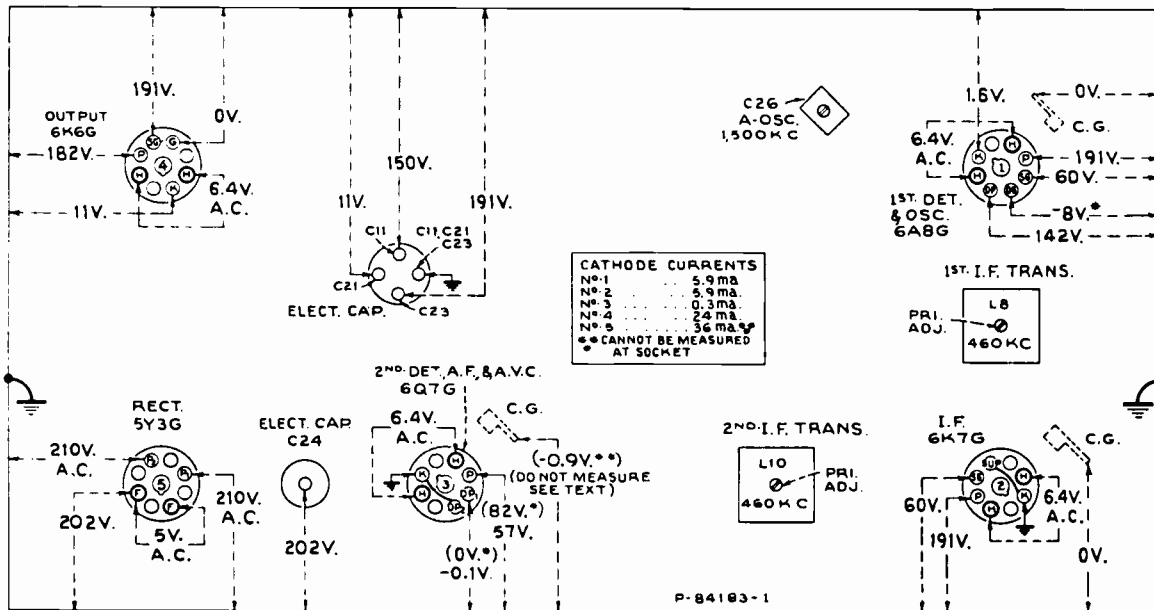 191V.
0V.
OUTPUT
6K6G
182V.
SG
G
P
4
H
H
K
6.4V.
A.C.
11V.
150V.
11V.
191V.
C11
C11, C21
C23
C21
C23
ELECT. CAP.
C26
A-OSC.
1,500KC
1.6V.
0V.
C.G.
6.4V.
A.C.
H
K
1
P
H
SG
191V.
60V.
1ST. DET.
& OSC.
6A8G
-8V.*
142V.
CATHODE CURRENTS
No.1 .. 5.9 ma
No.2 .. 5.9 ma.
No.3 .. 0.3 ma.
No.4 .. 24 ma.
No.5 .. 36 ma.**
** CANNOT BE MEASURED
AT SOCKET
1ST. I.F. TRANS.
L8
PRI.
ADJ.
460KC
RECT.
5Y3G
210V.
A.C.
P
P
5
F
F
210V.
A.C.
202V.
5V.
A.C.
ELECT. CAP.
C24
202V.
2ND. DET., A.F., & A.V.C.
6Q7G
6.4V.
A.C.
C.G.
H
K
P
3
H
DP
DP
(-0.9V.**)
(DO NOT MEASURE
SEE TEXT)
(82V.*)
57V.
(0V.*)
-0.1V.
2ND. I.F. TRANS.
L10
PRI.
ADJ.
460KC
I.F.
6K7G
C.G.
SUP
SG
H
2
P
K
H
60V.
6.4V.
A.C.
191V.
0V.
P-84183-1